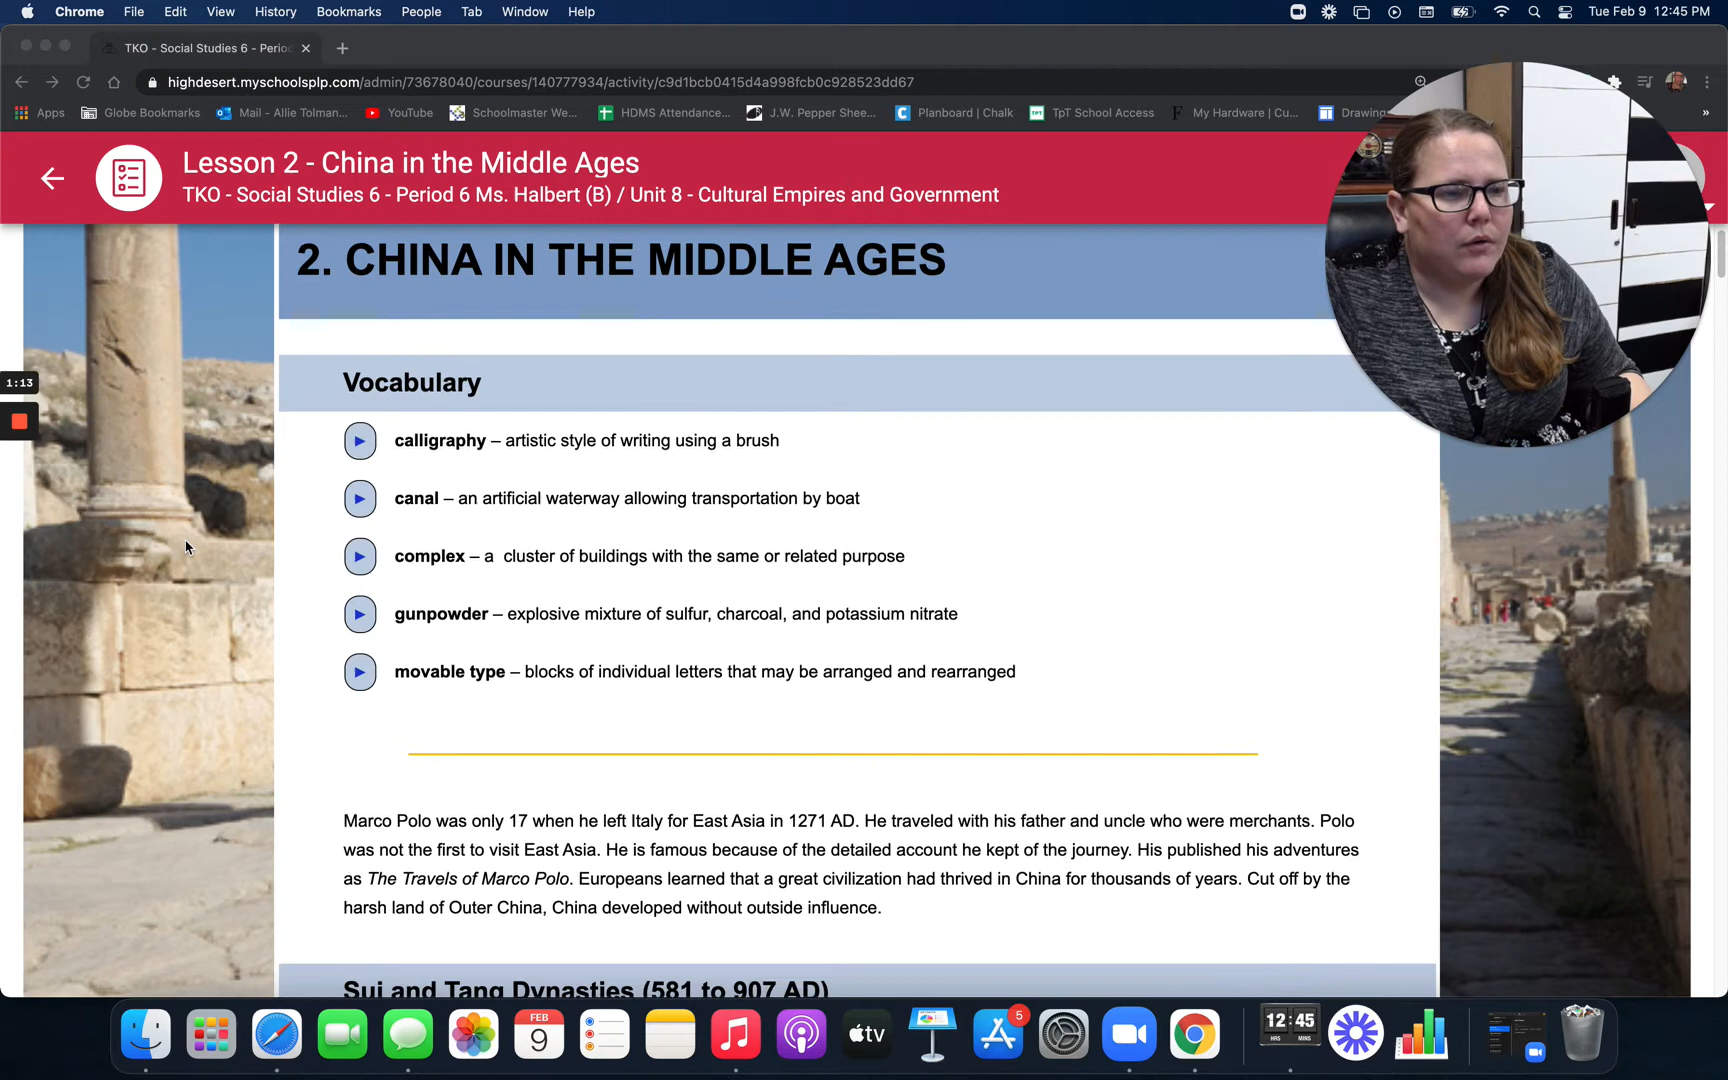 Chrome File Edit View History Bookmarks People Tab Window Help Tue Feb 9 12:45 PM
TKO - Social Studies 6 - Perio
highdesert.myschoolsplp.com/admin/73678040/courses/140777934/activity/c9d1bcb0415d4a998fcb0c928523dd67
Apps Globe Bookmarks Mail - Allie Tolman... YouTube Schoolmaster We... HDMS Attendance... J.W. Pepper Shee... Planboard | Chalk TpT School Access My Hardware | Cu... Drawing »
Lesson 2 - China in the Middle Ages
TKO - Social Studies 6 - Period 6 Ms. Halbert (B) / Unit 8 - Cultural Empires and Government
2. CHINA IN THE MIDDLE AGES
1:13
Vocabulary
calligraphy – artistic style of writing using a brush
canal – an artificial waterway allowing transportation by boat
complex – a cluster of buildings with the same or related purpose
gunpowder – explosive mixture of sulfur, charcoal, and potassium nitrate
movable type – blocks of individual letters that may be arranged and rearranged
Marco Polo was only 17 when he left Italy for East Asia in 1271 AD. He traveled with his father and uncle who were merchants. Polo
was not the first to visit East Asia. He is famous because of the detailed account he kept of the journey. His published his adventures
as The Travels of Marco Polo. Europeans learned that a great civilization had thrived in China for thousands of years. Cut off by the
harsh land of Outer China, China developed without outside influence.
Sui and Tang Dynasties (581 to 907 AD)
FEB
9
tv
5
12:45
HRS MINS